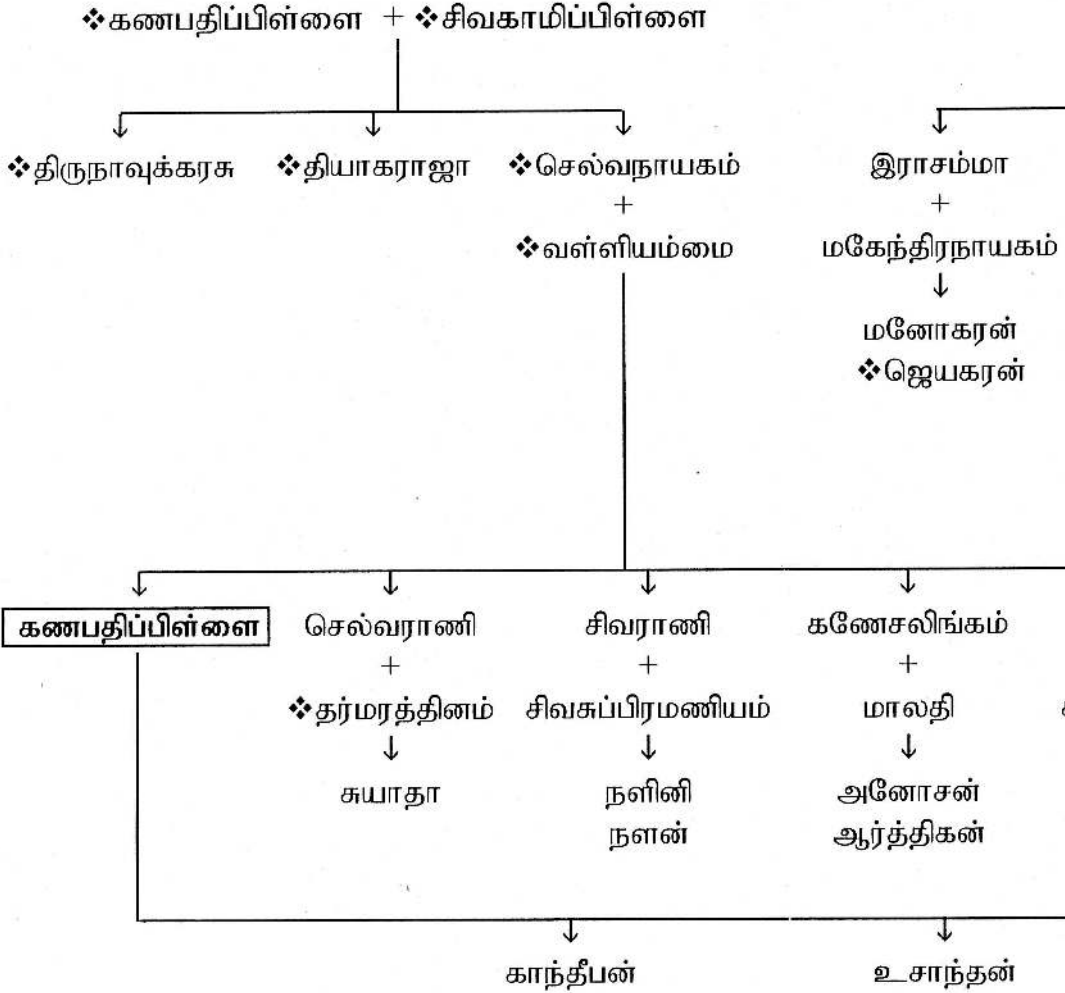 ❖கணபதிப்பிள்ளை + ❖சிவகாமிப்பிள்ளை
❖திருநாவுக்கரசு ❖தியாகராஜா ❖செல்வநாயகம் இராசம்மா
+ +
❖வள்ளியம்மை மகேந்திரநாயகம்
மனோகரன்
❖ஜெயகரன்
கணபதிப்பிள்ளை செல்வராணி சிவராணி கணேசலிங்கம்
+ + +
❖தர்மரத்தினம் சிவசுப்பிரமணியம் மாலதி
சுயாதா நளினி அனோசன்
நளன் ஆர்த்திகன்
காந்தீபன் உசாந்தன்